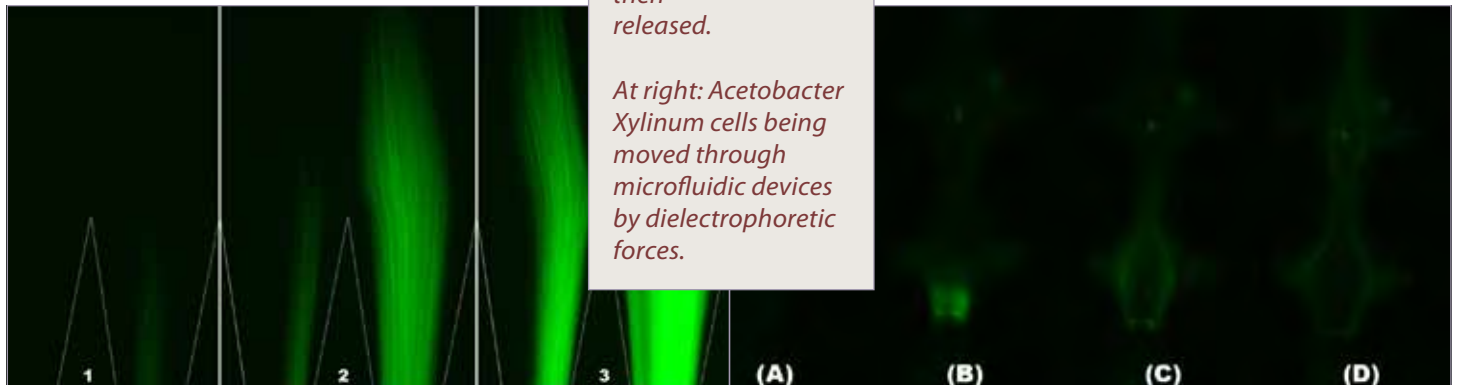 then
released.
At right: Acetobacter
Xylinum cells being
moved through
microfluidic devices
by dielectrophoretic
forces.
1 2 3 (A) (B) (C) (D)